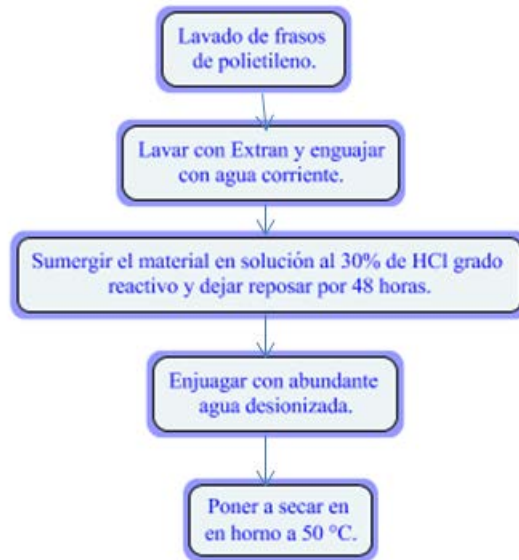 Lavado de frasos
de polietileno.
Lavar con Extran y enguajar
con agua corriente.
Sumergir el material en solución al 30% de HCl grado
reactivo y dejar reposar por 48 horas.
Enjuagar con abundante
agua desionizada.
Poner a secar en
en horno a 50 °C.